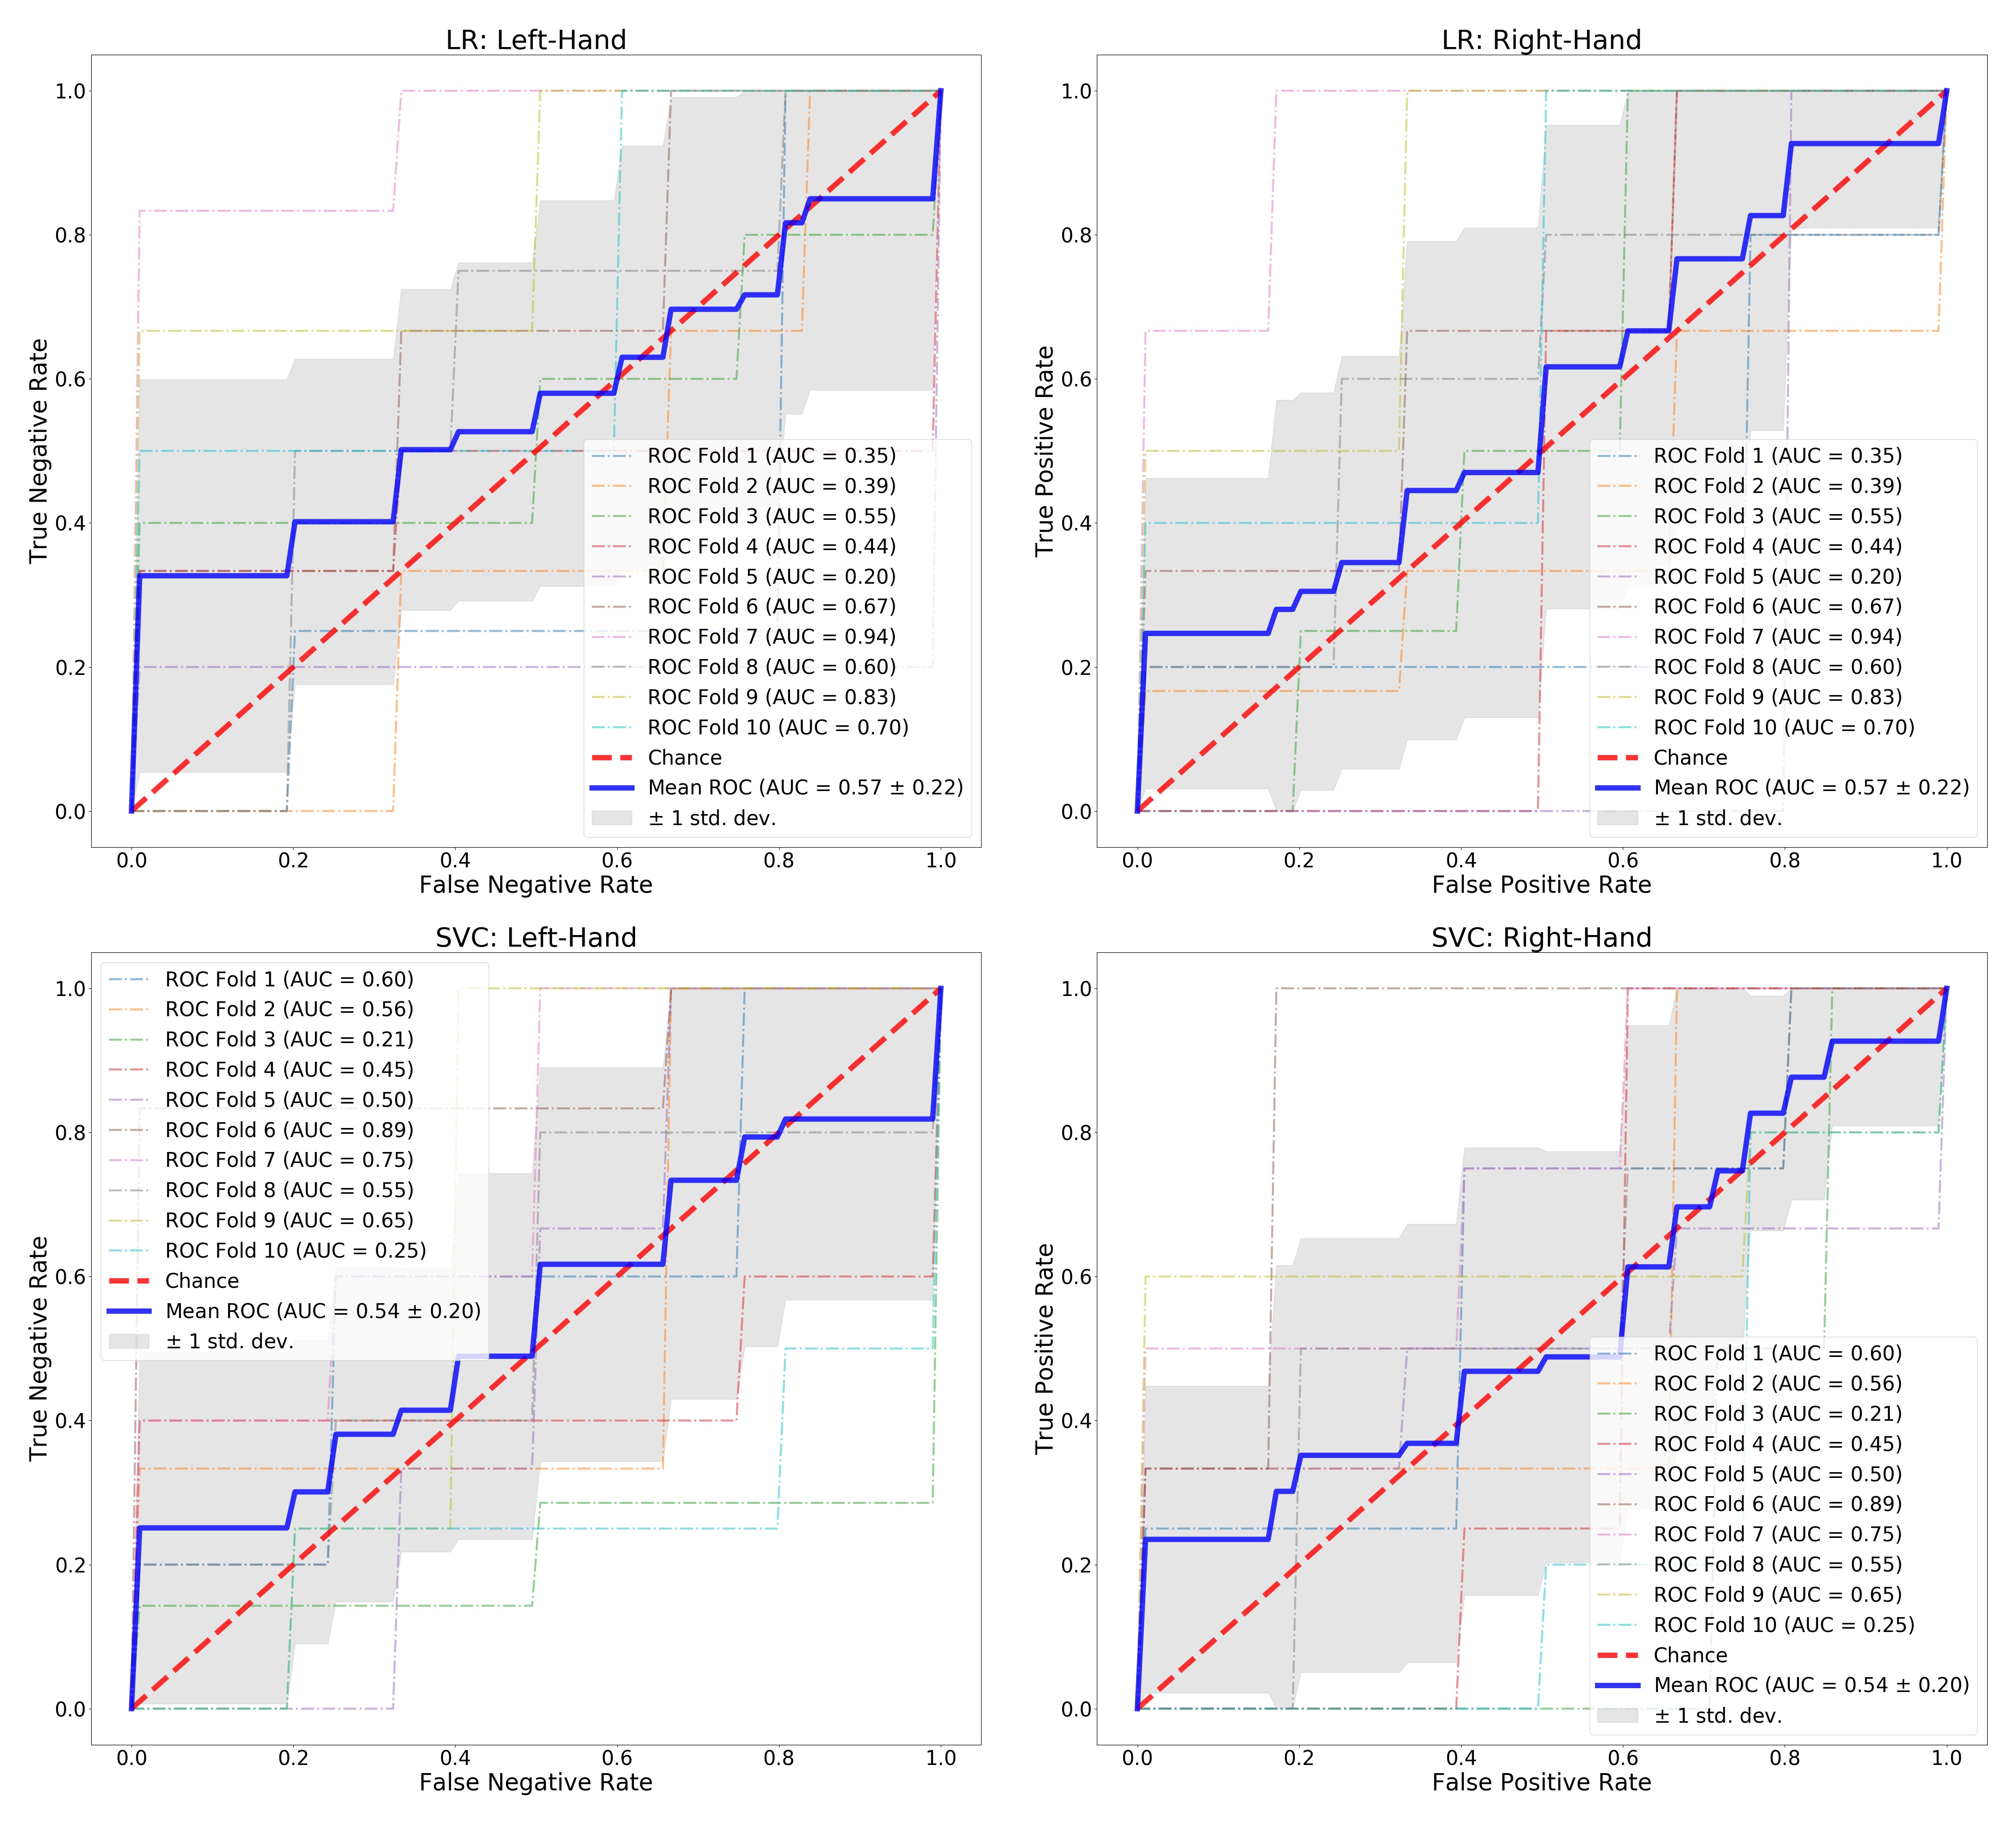 LR: Left-Hand
True Negative Rate
1.0
0.8
0.6
0.4
0.2
0.0
ROC Fold 1 (AUC = 0.35)
ROC Fold 2 (AUC = 0.39)
ROC Fold 3 (AUC = 0.55)
ROC Fold 4 (AUC = 0.44)
ROC Fold 5 (AUC = 0.20)
ROC Fold 6 (AUC = 0.67)
ROC Fold 7 (AUC = 0.94)
ROC Fold 8 (AUC = 0.60)
ROC Fold 9 (AUC = 0.83)
ROC Fold 10 (AUC = 0.70)
Chance
Mean ROC (AUC = 0.57 ± 0.22)
± 1 std. dev.
0.0 0.2 0.4 0.6 0.8 1.0
False Negative Rate
LR: Right-Hand
True Positive Rate
1.0
0.8
0.6
0.4
0.2
0.0
ROC Fold 1 (AUC = 0.35)
ROC Fold 2 (AUC = 0.39)
ROC Fold 3 (AUC = 0.55)
ROC Fold 4 (AUC = 0.44)
ROC Fold 5 (AUC = 0.20)
ROC Fold 6 (AUC = 0.67)
ROC Fold 7 (AUC = 0.94)
ROC Fold 8 (AUC = 0.60)
ROC Fold 9 (AUC = 0.83)
ROC Fold 10 (AUC = 0.70)
Chance
Mean ROC (AUC = 0.57 ± 0.22)
± 1 std. dev.
0.0 0.2 0.4 0.6 0.8 1.0
False Positive Rate
SVC: Left-Hand
True Negative Rate
1.0
0.8
0.6
0.4
0.2
0.0
ROC Fold 1 (AUC = 0.60)
ROC Fold 2 (AUC = 0.56)
ROC Fold 3 (AUC = 0.21)
ROC Fold 4 (AUC = 0.45)
ROC Fold 5 (AUC = 0.50)
ROC Fold 6 (AUC = 0.89)
ROC Fold 7 (AUC = 0.75)
ROC Fold 8 (AUC = 0.55)
ROC Fold 9 (AUC = 0.65)
ROC Fold 10 (AUC = 0.25)
Chance
Mean ROC (AUC = 0.54 ± 0.20)
± 1 std. dev.
0.0 0.2 0.4 0.6 0.8 1.0
False Negative Rate
SVC: Right-Hand
True Positive Rate
1.0
0.8
0.6
0.4
0.2
0.0
ROC Fold 1 (AUC = 0.60)
ROC Fold 2 (AUC = 0.56)
ROC Fold 3 (AUC = 0.21)
ROC Fold 4 (AUC = 0.45)
ROC Fold 5 (AUC = 0.50)
ROC Fold 6 (AUC = 0.89)
ROC Fold 7 (AUC = 0.75)
ROC Fold 8 (AUC = 0.55)
ROC Fold 9 (AUC = 0.65)
ROC Fold 10 (AUC = 0.25)
Chance
Mean ROC (AUC = 0.54 ± 0.20)
± 1 std. dev.
0.0 0.2 0.4 0.6 0.8 1.0
False Positive Rate